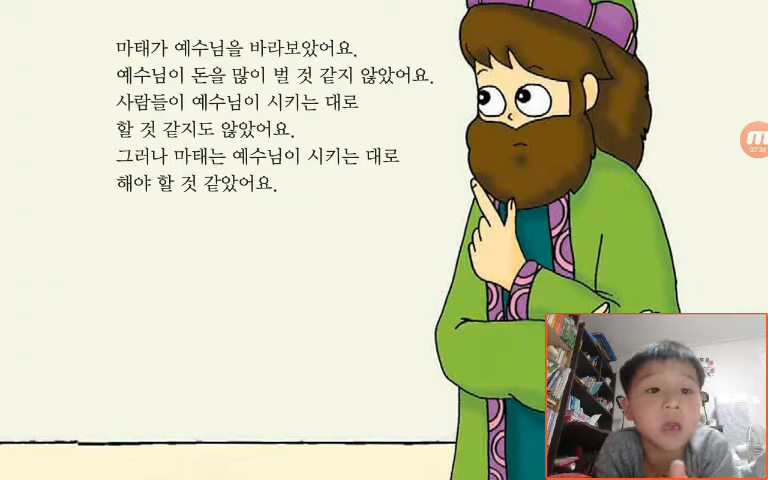 마태가 예수님을 바라보았어요.
예수님이 돈을 많이 벌 것 같지 않았어요.
사람들이 예수님이 시키는 대로
할 것 같지도 않았어요.
그러나 마태는 예수님이 시키는 대로
해야 할 것 같았어요.